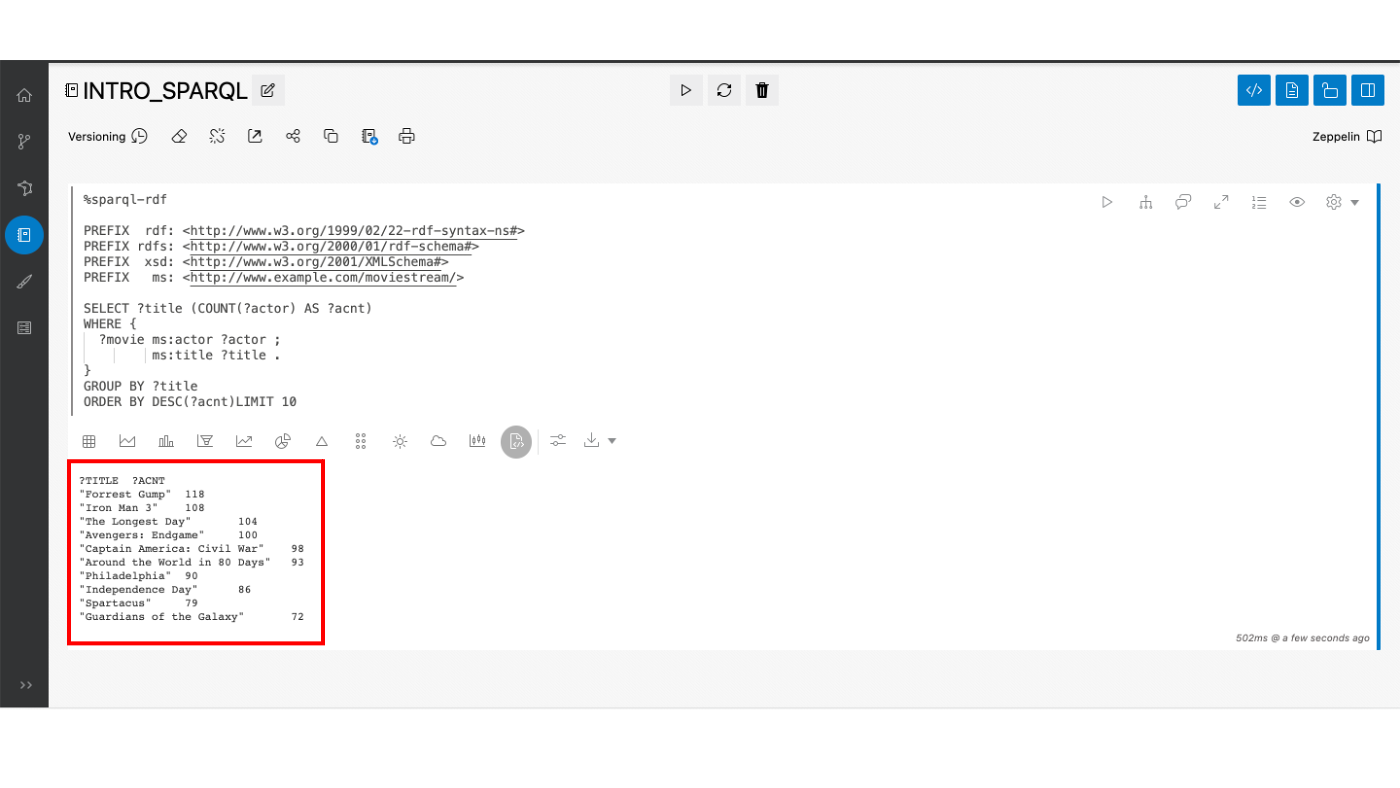 INTRO_SPARQL
Versioning
Zeppelin
%sparql-rdf
PREFIX  rdf: <http://www.w3.org/1999/02/22-rdf-syntax-ns#>
PREFIX rdfs: <http://www.w3.org/2000/01/rdf-schema#>
PREFIX  xsd: <http://www.w3.org/2001/XMLSchema#>
PREFIX   ms: <http://www.example.com/moviestream/>
SELECT ?title (COUNT(?actor) AS ?acnt)
WHERE {
  ?movie ms:actor ?actor ;
         ms:title ?title .
}
GROUP BY ?title
ORDER BY DESC(?acnt)LIMIT 10
?TITLE  ?ACNT
"Forrest Gump"  118
"Iron Man 3"    108
"The Longest Day"       104
"Avengers: Endgame"     100
"Captain America: Civil War"    98
"Around the World in 80 Days"   93
"Philadelphia"  90
"Independence Day"      86
"Spartacus"     79
"Guardians of the Galaxy"       72
502ms @ a few seconds ago